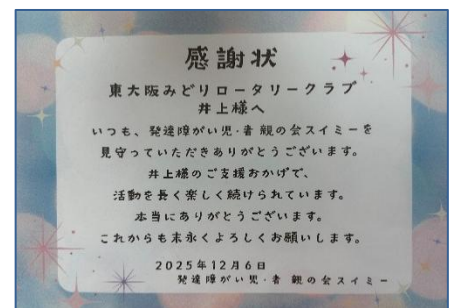 感謝状
東大阪みどりロータリークラブ
井上様へ
いつも、発達障がい児·者 親の会スイミーを
見守っていただきありがとうございます。
井上様のご支援おかげで、
活動を長く楽しく続けられています。
本当にありがとうございます。
これからも末永くよろしくお願いします。
2025年12月6日
発達障がい児·者 親の会スイミー